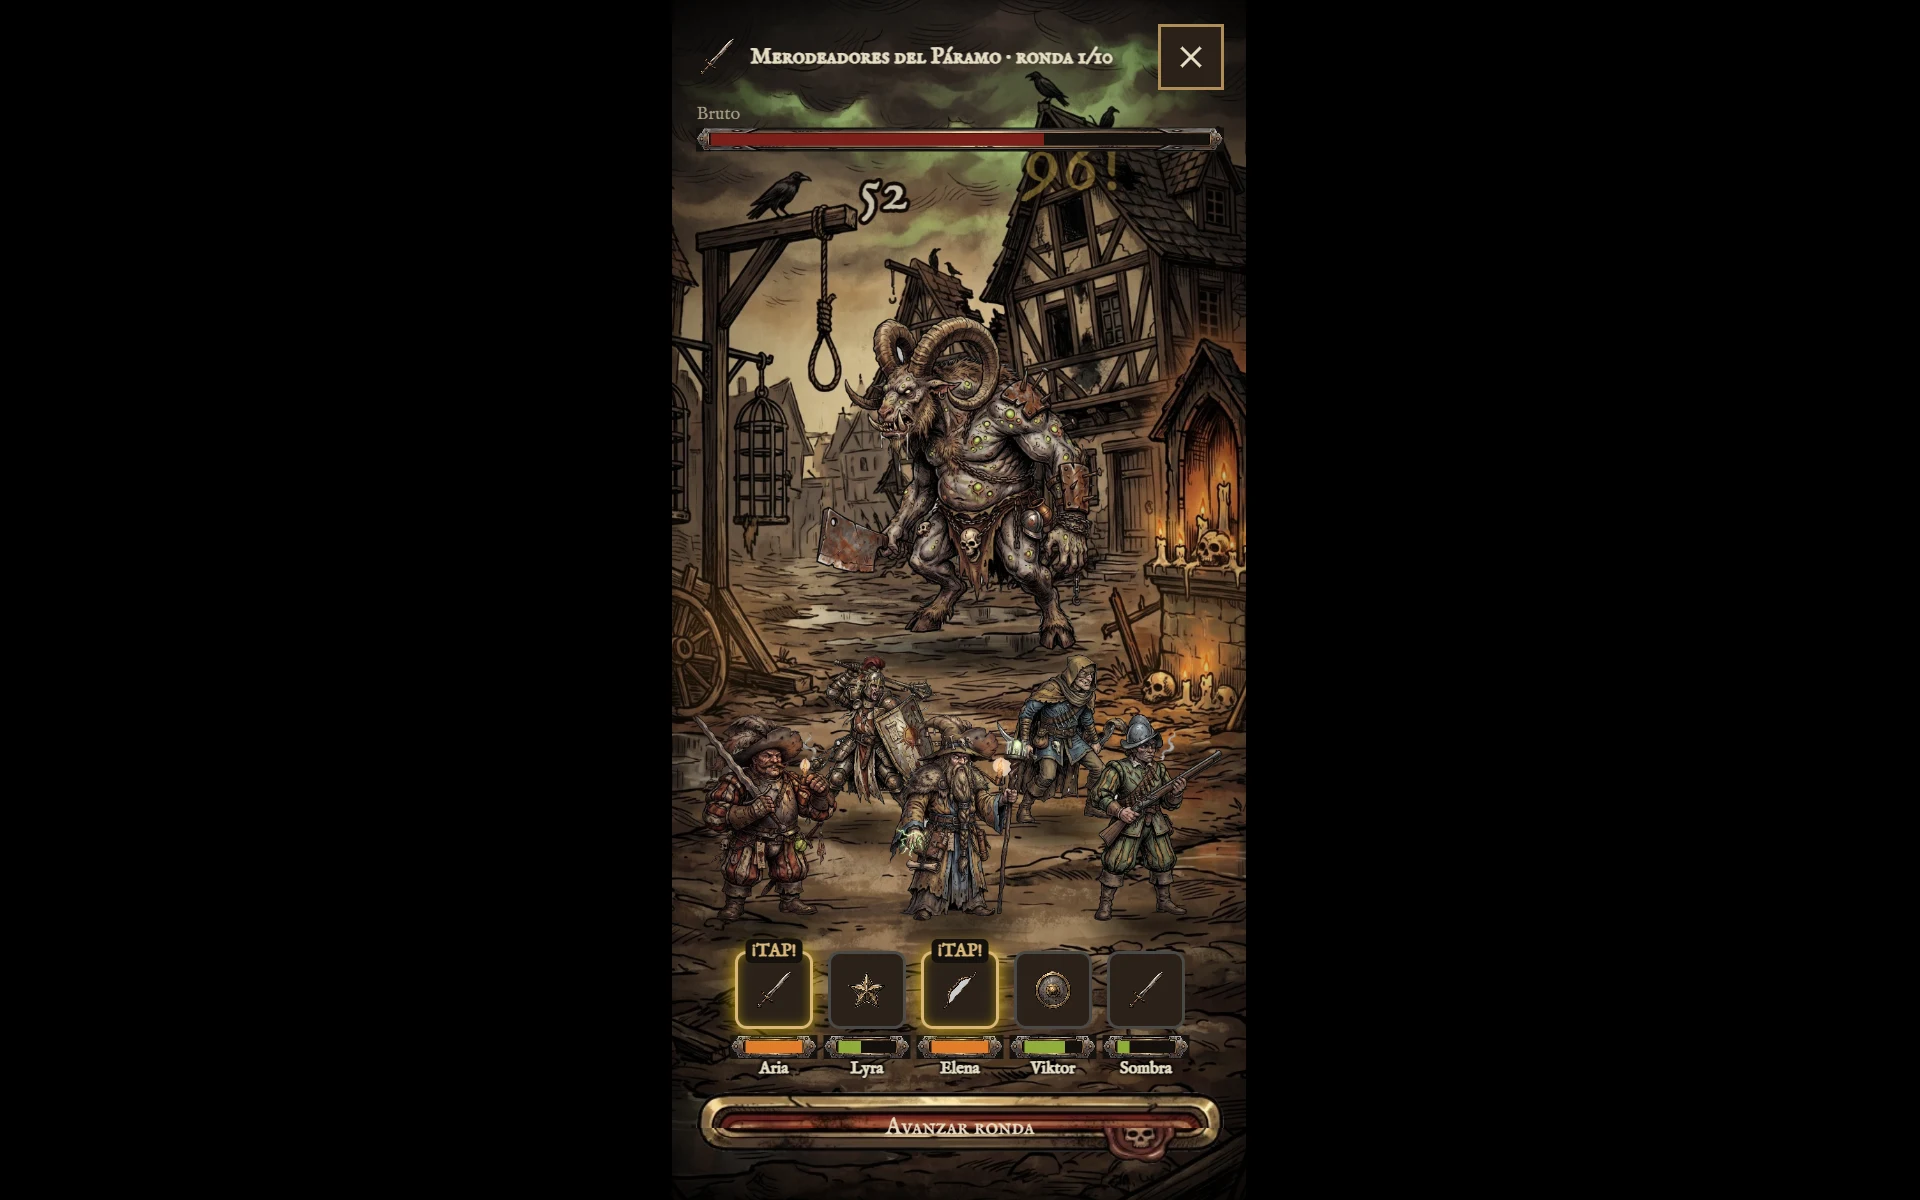 Merodeadores del Páramo · ronda 1/10
Bruto
96!
52
¡TAP!
¡TAP!
Aria
Lyra
Elena
Viktor
Sombra
Avanzar ronda